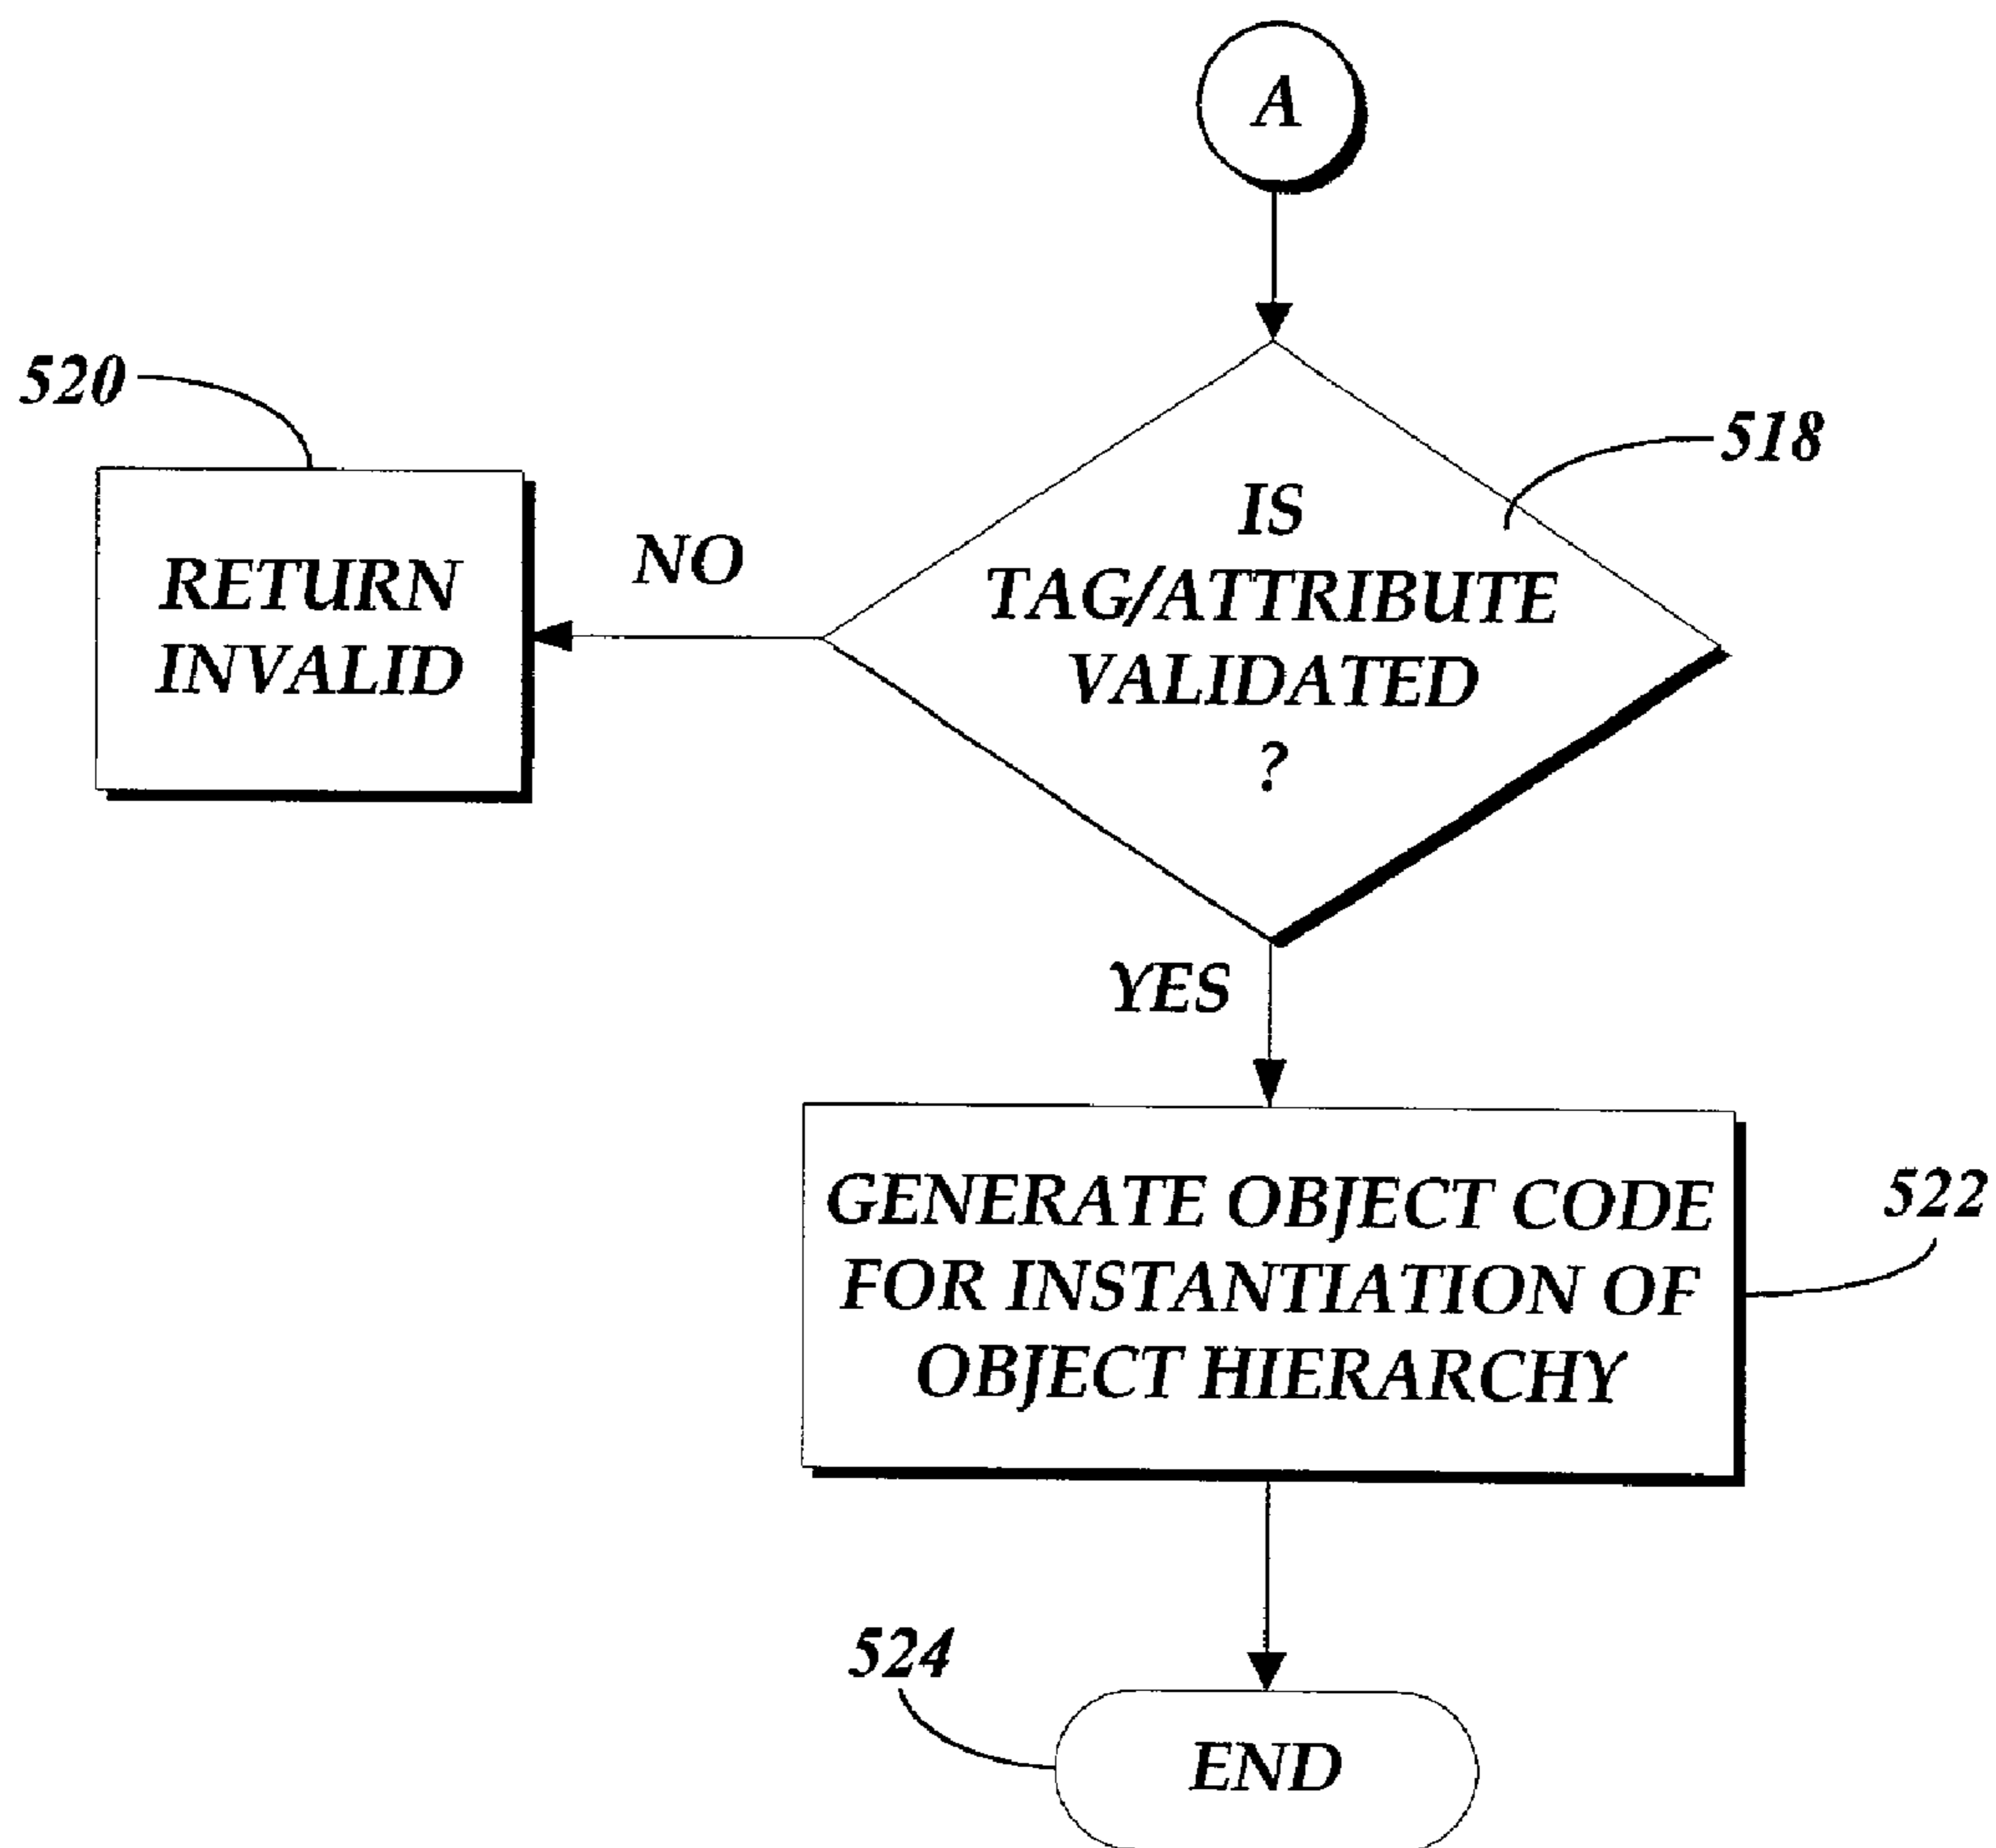 A
520
518
IS
TAG/ATTRIBUTE
VALIDATED
?
NO
RETURN
INVALID
YES
GENERATE OBJECT CODE
FOR INSTANTIATION OF
OBJECT HIERARCHY
522
524
END